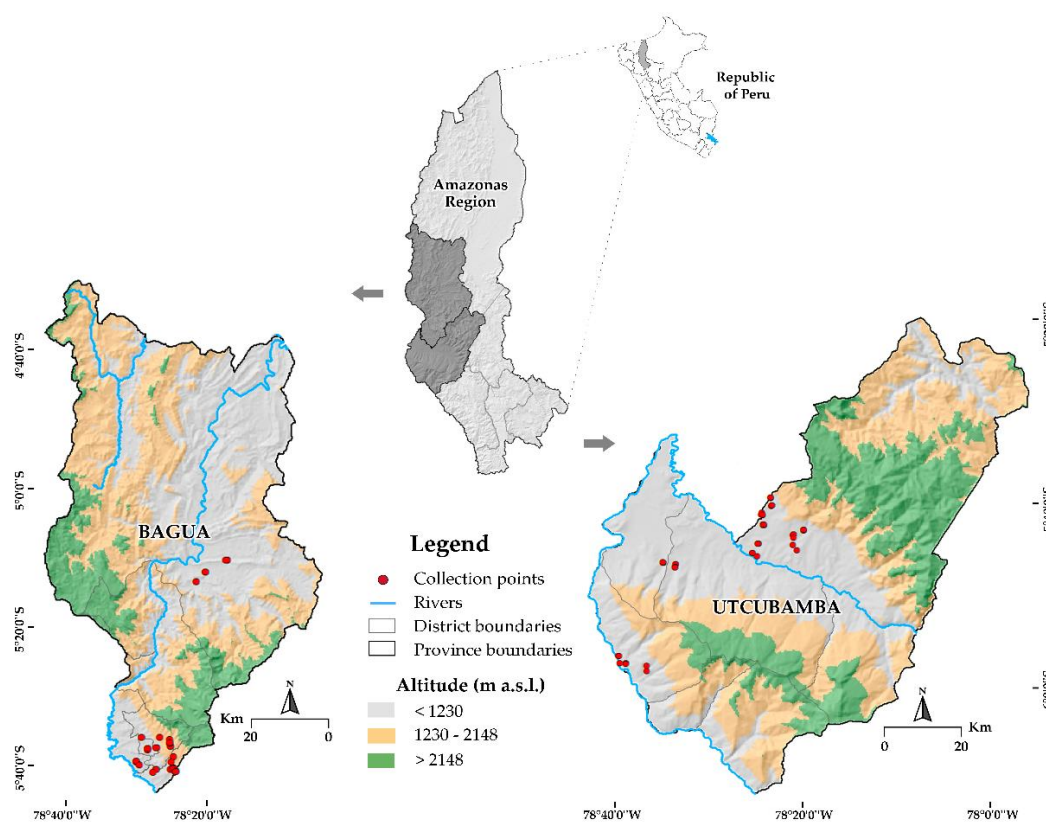 Republic
of Peru
Amazonas
Region
4°40'0"S
5°0'0"S
5°20'0"S
5°40'0"S
78°40'0"W
78°20'0"W
BAGUA
N
Km
20
0
Legend
Collection points
Rivers
District boundaries
Province boundaries
Altitude (m a.s.l.)
< 1230
1230 - 2148
> 2148
UTCUBAMBA
N
Km
0
20
78°40'0"W
78°20'0"W
78°0'0"W